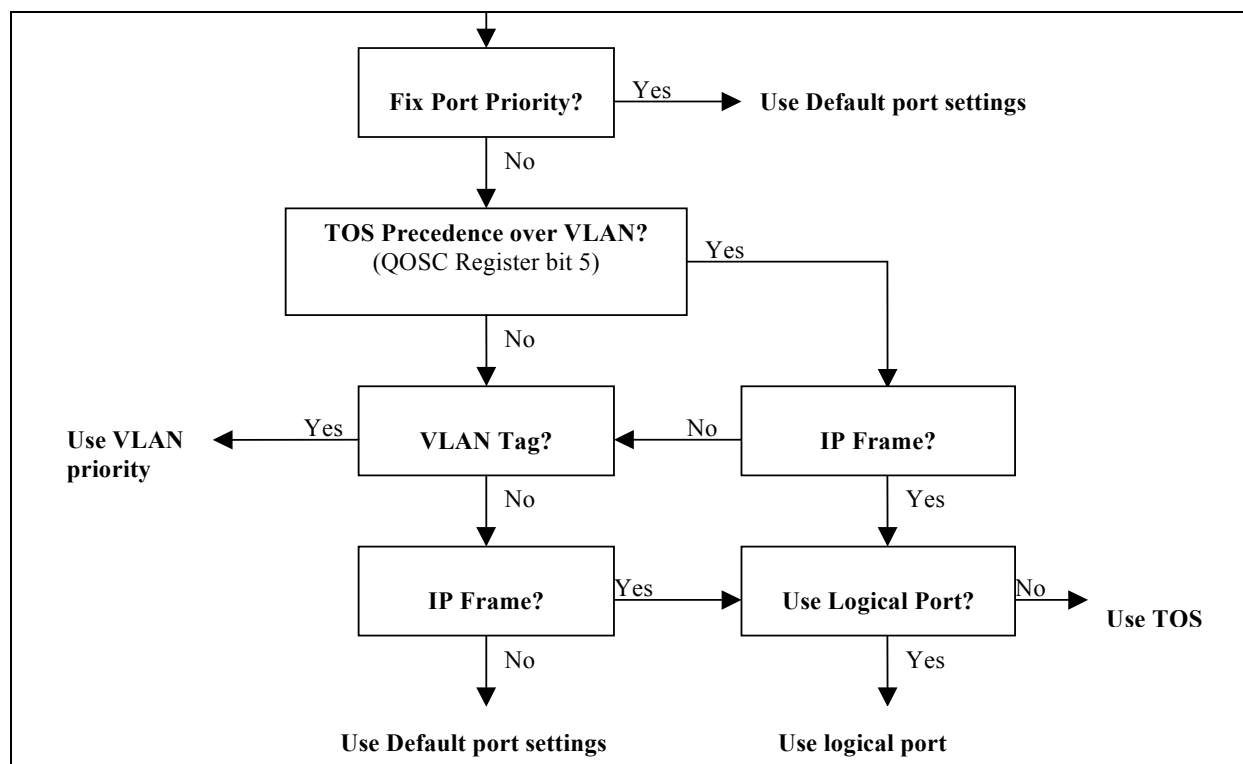 Fix Port Priority?
Yes
Use Default port settings
No
TOS Precedence over VLAN?
(QOSC Register bit 5)
Yes
No
Use VLAN
priority
Yes
VLAN Tag?
No
IP Frame?
No
Yes
IP Frame?
Yes
Use Logical Port?
No
Use TOS
No
Yes
Use Default port settings
Use logical port